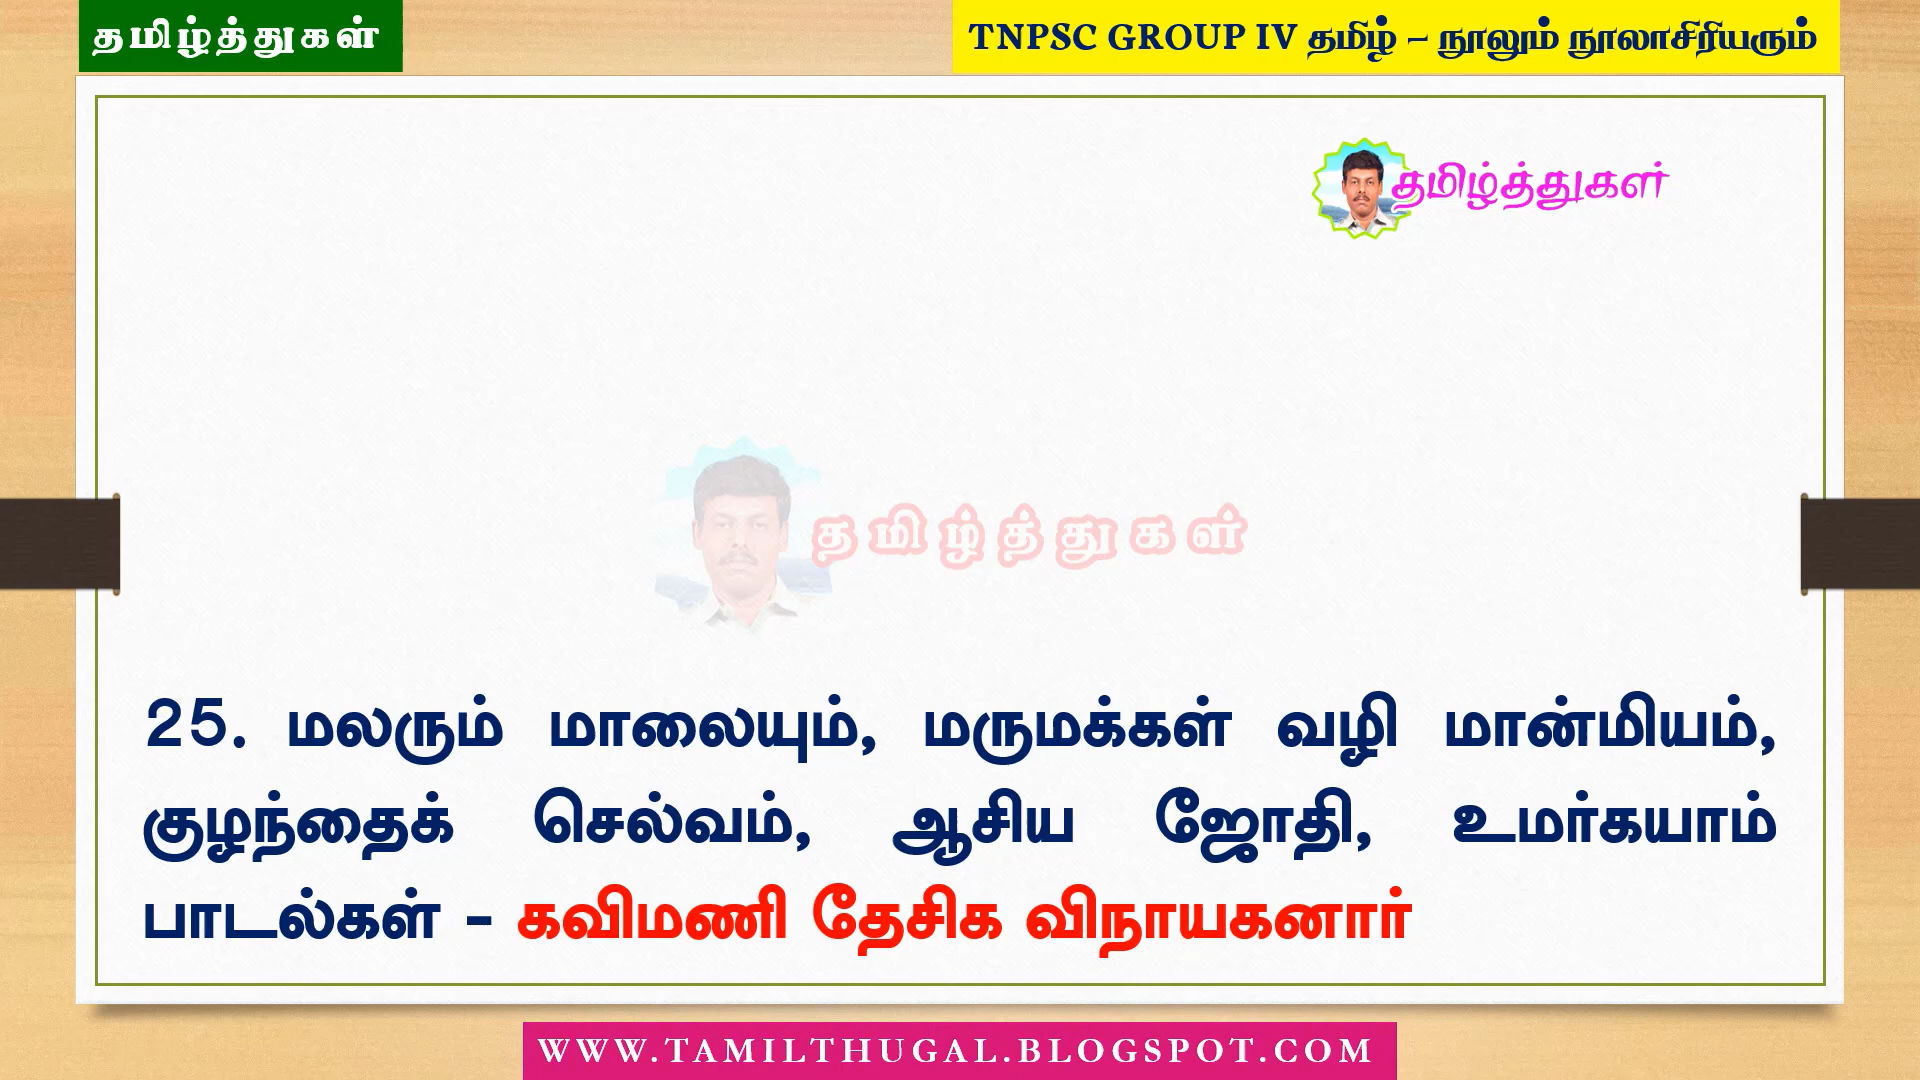 தமிழ்த்துகள்
TNPSC GROUP IV தமிழ் – நூலும் நூலாசிரியரும்
தமிழ்த்துகள்
தமிழ்த்துகள்
25. மலரும் மாலையும், மருமக்கள் வழி மான்மியம்,
குழந்தைக் செல்வம், ஆசிய ஜோதி, உமர்கயாம்
பாடல்கள் - கவிமணி தேசிக விநாயகனார்
WWW.TAMILTHUGAL.BLOGSPOT.COM